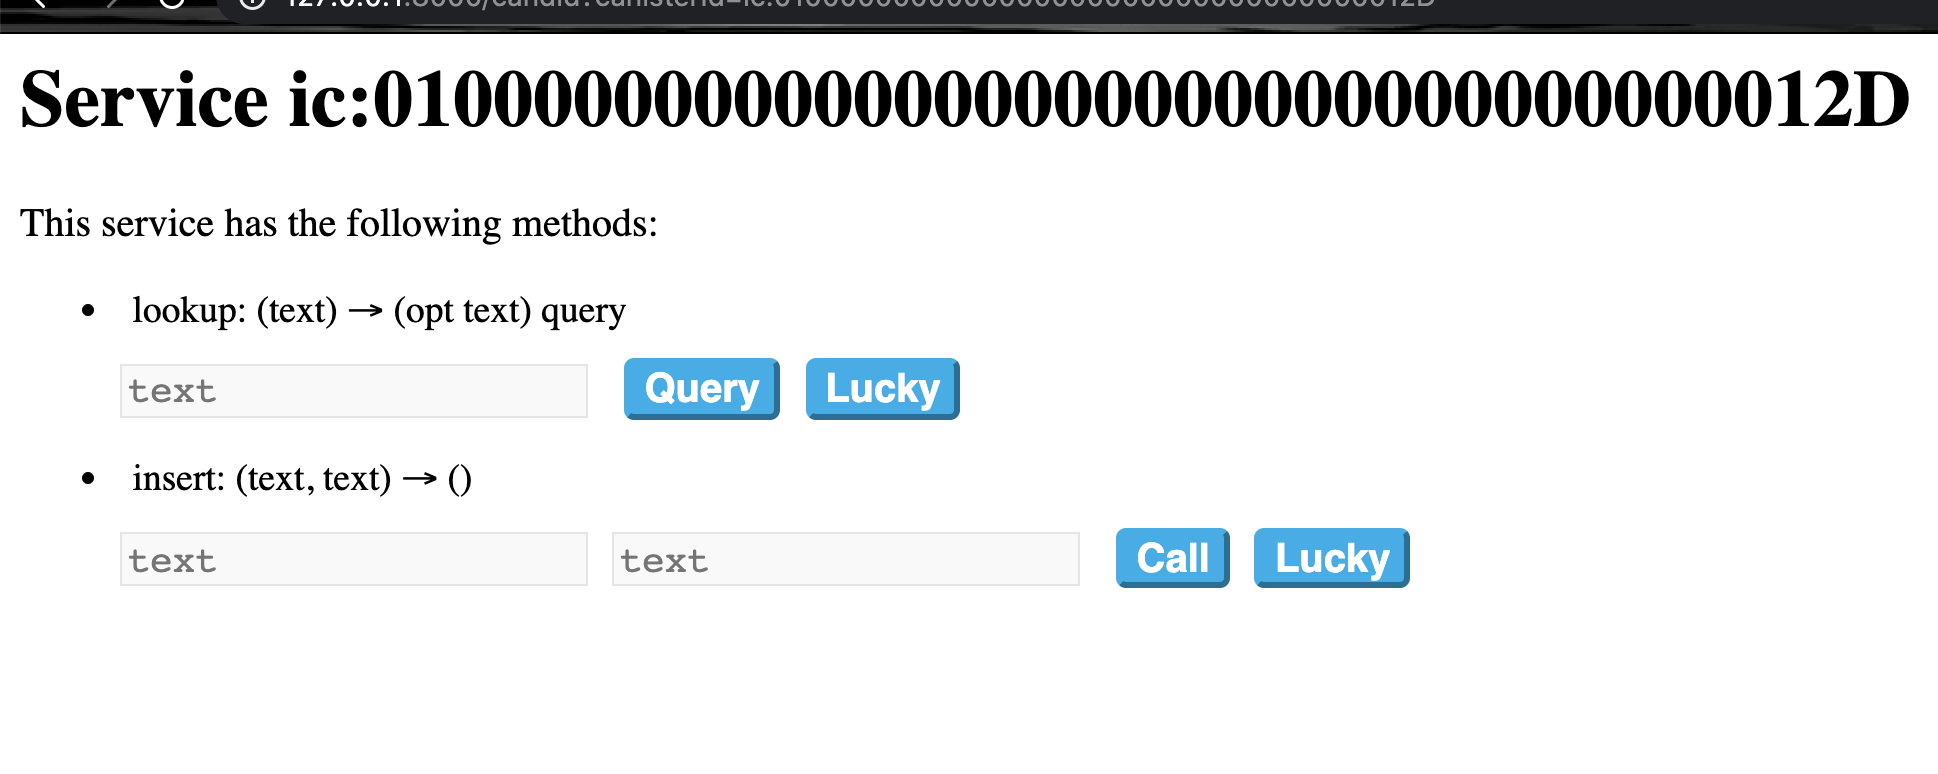 Service ic:0100000000000000000000000000000000012D
This service has the following methods:
• lookup: (text) → (opt text) query
text Query Lucky
• insert: (text, text) → ()
text text Call Lucky